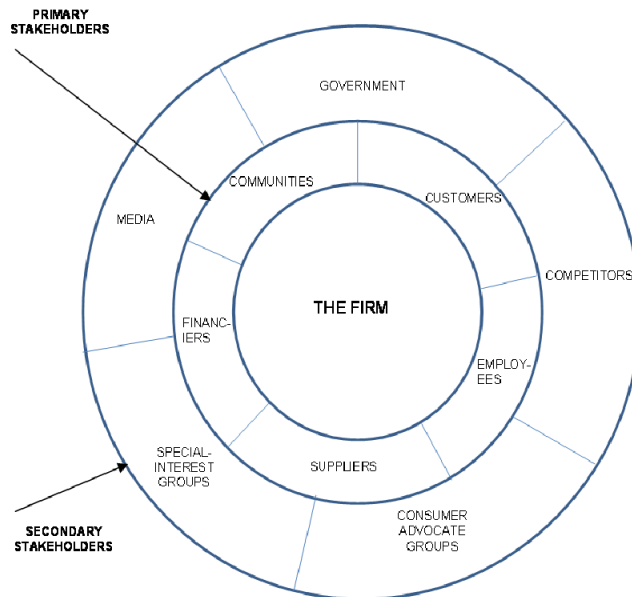 PRIMARY
STAKEHOLDERS
GOVERNMENT
COMMUNITIES
CUSTOMERS
MEDIA
COMPETITORS
THE FIRM
FINANC-
IERS
EMPLOY-
EES
SPECIAL-
INTEREST
GROUPS
SUPPLIERS
CONSUMER
ADVOCATE
GROUPS
SECONDARY
STAKEHOLDERS